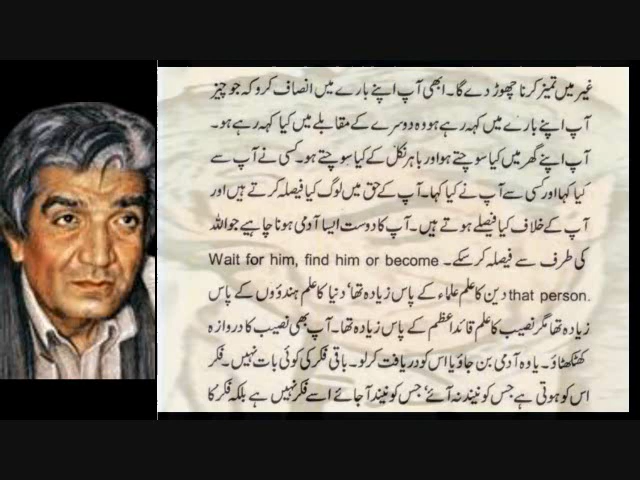 غیر میں تمیز کرنا چھوڑ دے گا۔ ابھی آپ اپنے بارے میں انصاف کرو کہ جو چیز
آپ اپنے بارے میں کہہ رہے ہو وہ دوسرے کے مقابلے میں کیا کہہ رہے ہو۔
آپ اپنے گھر میں کیا سوچتے ہو اور باہر نکل کے کیا سوچتے ہو۔ کسی نے آپ سے
کیا کہا اور کسی سے آپ نے کیا کہا۔ آپ کے حق میں لوگ کیا فیصلہ کرتے ہیں اور
آپ کے خلاف کیا فیصلے ہوتے ہیں۔ آپ کا دوست ایسا آدمی ہونا چاہیے جو اللہ
کی طرف سے فیصلہ کر سکے۔ Wait for him, find him or become
that person. دین کا علم علماء کے پاس زیادہ تھا، دنیا کا علم ہندوؤں کے پاس
زیادہ تھا مگر نصیب کا علم قائد اعظم کے پاس زیادہ تھا۔ آپ بھی نصیب کا دروازہ
کھٹکھٹاؤ۔ یا وہ آدمی بن جاؤ یا اس کو دریافت کر لو۔ باقی فکر کی کوئی بات نہیں۔ فکر
اس کو ہوتی ہے جس کو نیند نہ آئے، جس کو نیند آ جائے اسے فکر نہیں ہے بلکہ فکر کا